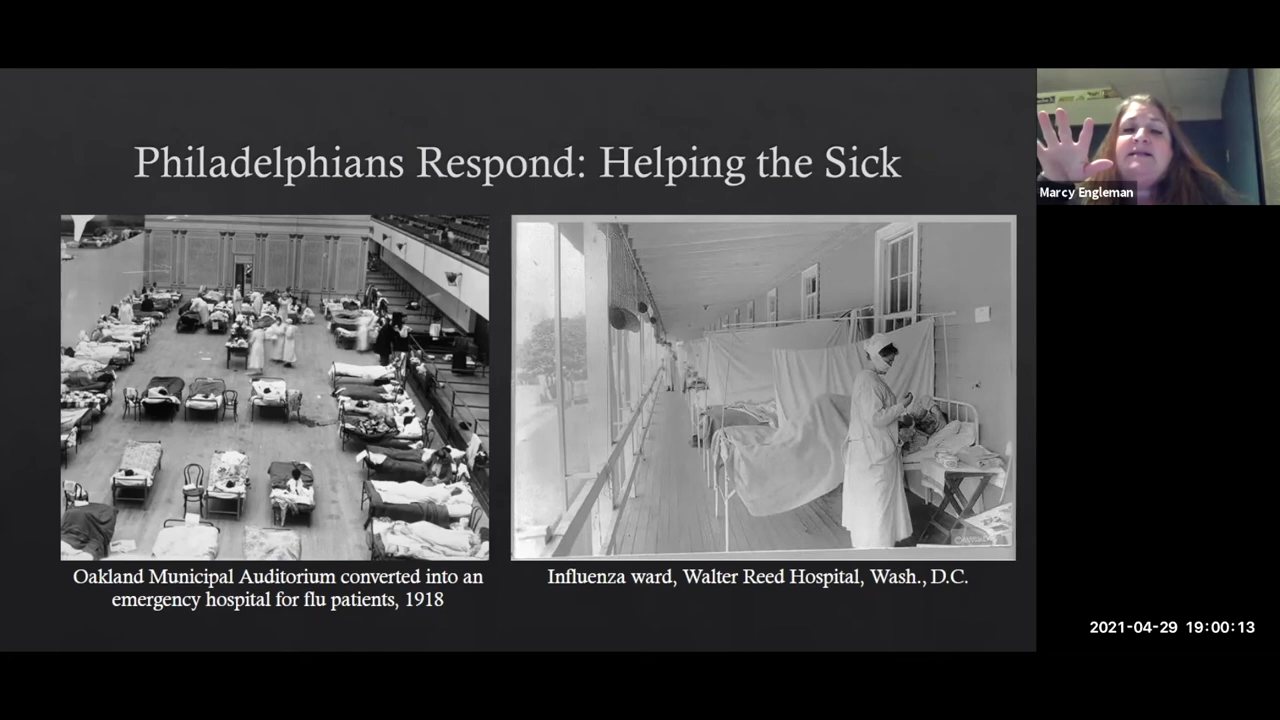 Philadelphians Respond: Helping the Sick
Oakland Municipal Auditorium converted into an
emergency hospital for flu patients, 1918
Influenza ward, Walter Reed Hospital, Wash., D.C.
Marcy Engleman
2021-04-29 19:00:13